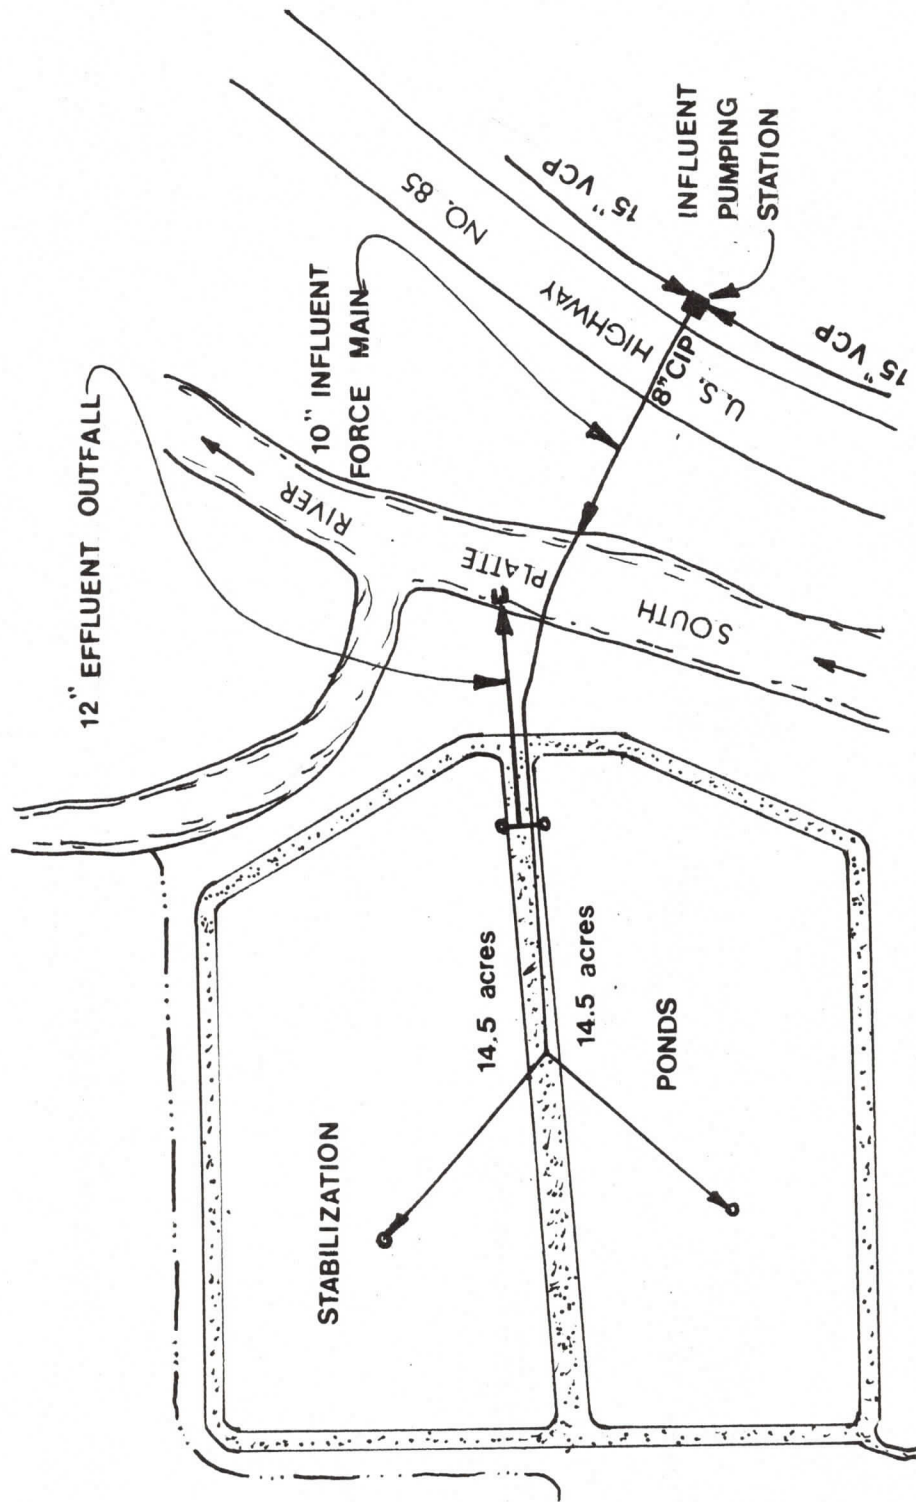 12" EFFLUENT OUTFALL
10" INFLUENT
FORCE MAIN
RIVER
PLATTE
SOUTH
E
U.S.
HIGHWAY
NO. 85
8" CIP
15" VCP
15" VCP
INFLUENT
PUMPING
STATION
STABILIZATION
14.5 acres
14.5 acres
PONDS